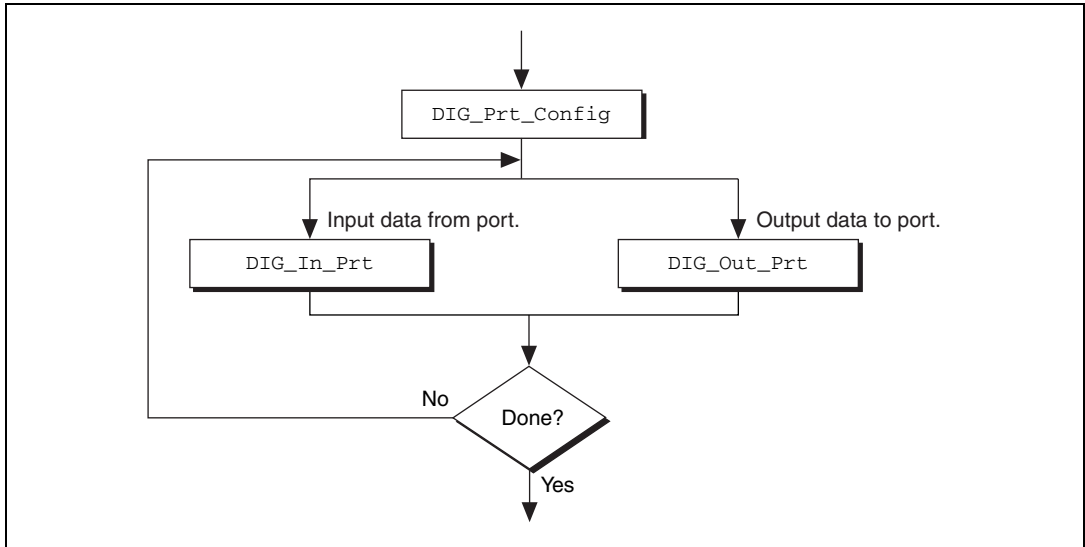 DIG_Prt_Config
Input data from port.
Output data to port.
DIG_In_Prt
DIG_Out_Prt
No
Done?
Yes